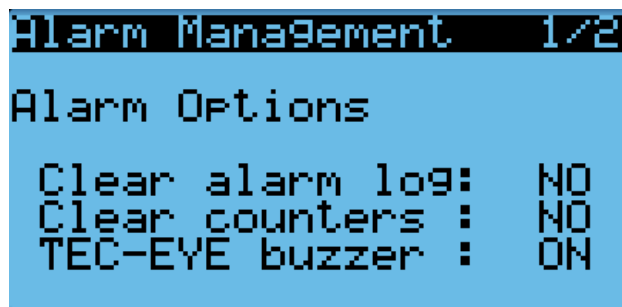 Alarm Management 1/2
Alarm Options
Clear alarm log: NO
Clear counters : NO
TEC-EYE buzzer : ON